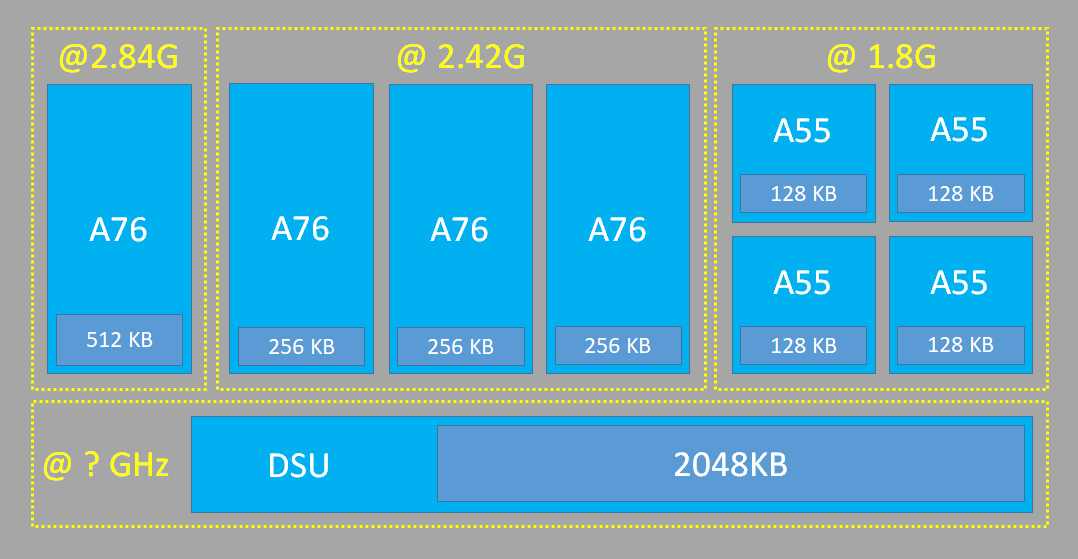 @2.84G
@ 2.42G
@ 1.8G
A76
512 KB
A76
256 KB
A76
256 KB
A76
256 KB
A55
128 KB
A55
128 KB
A55
128 KB
A55
128 KB
@ ? GHz
DSU
2048KB